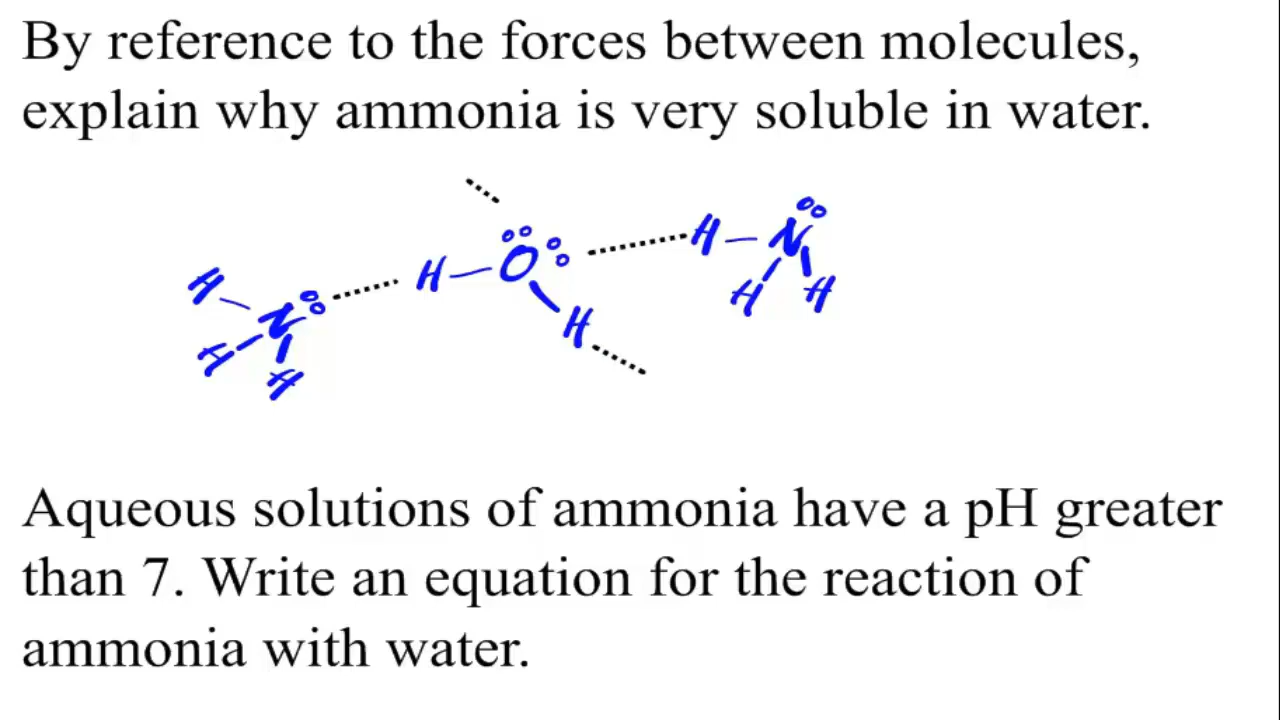 By reference to the forces between molecules,
explain why ammonia is very soluble in water.
H – N – H
H – O
H
H
N
H
H
H
H
Aqueous solutions of ammonia have a pH greater
than 7. Write an equation for the reaction of
ammonia with water.